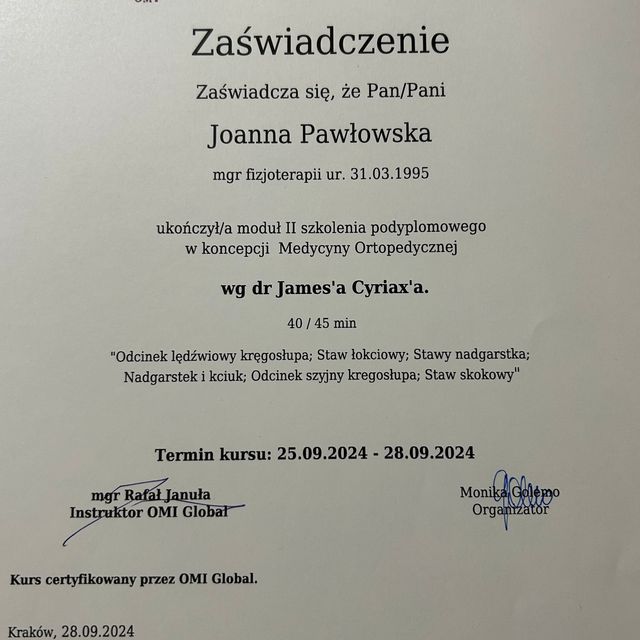 Zaświadczenie
Zaświadcza się, że Pan/Pani
Joanna Pawłowska
mgr fizjoterapii ur. 31.03.1995
ukończył/a moduł II szkolenia podyplomowego
w koncepcji Medycyny Ortopedycznej
wg dr James'a Cyriax'a.
40 / 45 min
"Odcinek lędźwiowy kręgosłupa; Staw łokciowy; Stawy nadgarstka;
Nadgarstek i kciuk; Odcinek szyjny kregosłupa; Staw skokowy"
Termin kursu: 25.09.2024 - 28.09.2024
mgr Rafał Januła
Instruktor OMI Global
Monika Golemo
Organizator
Kurs certyfikowany przez OMI Global.
Kraków, 28.09.2024